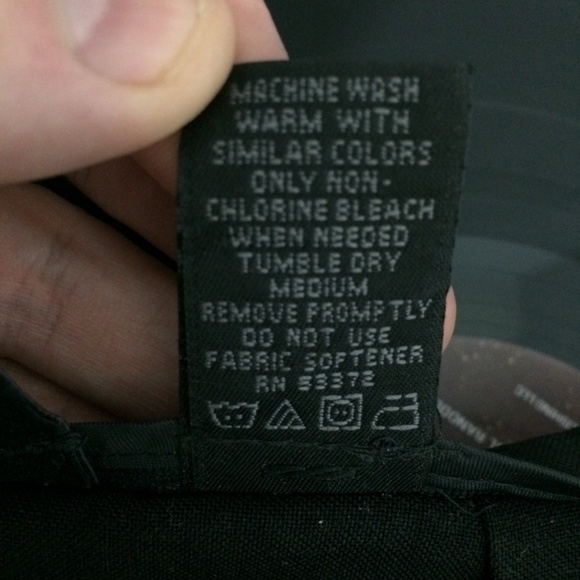 MACHINE WASH
WARM WITH
SIMILAR COLORS
ONLY NON-
CHLORINE BLEACH
WHEN NEEDED
TUMBLE DRY
MEDIUM
REMOVE PROMPTLY
DO NOT USE
FABRIC SOFTENER
RN 53372